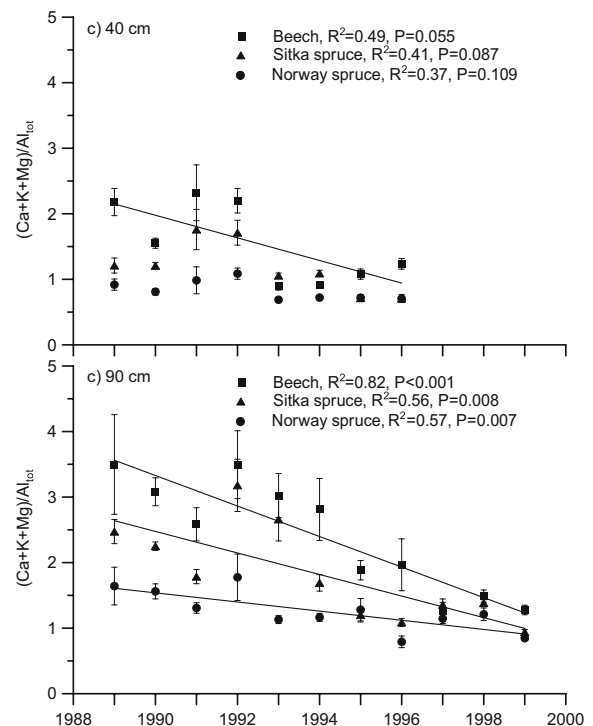 5
c) 40 cm
Beech, R²=0.49, P=0.055
Sitka spruce, R²=0.41, P=0.087
Norway spruce, R²=0.37, P=0.109
4
3
2
1
0
(Ca+K+Mg)/Al_tot
5
c) 90 cm
Beech, R²=0.82, P<0.001
Sitka spruce, R²=0.56, P=0.008
Norway spruce, R²=0.57, P=0.007
4
3
2
1
0
(Ca+K+Mg)/Al_tot
1988 1990 1992 1994 1996 1998 2000